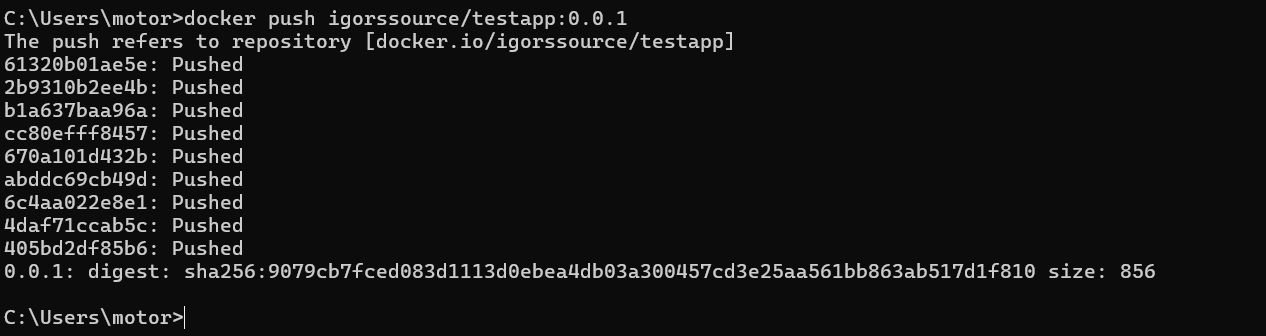 C:\Users\motor>docker push igorssource/testapp:0.0.1
The push refers to repository [docker.io/igorssource/testapp]
61320b01ae5e: Pushed
2b9310b2ee4b: Pushed
b1a637baa96a: Pushed
cc80efff8457: Pushed
670a101d432b: Pushed
abddc69cb49d: Pushed
6c4aa022e8e1: Pushed
4daf71ccab5c: Pushed
405bd2df85b6: Pushed
0.0.1: digest: sha256:9079cb7fced083d1113d0ebea4db03a300457cd3e25aa561bb863ab517d1f810 size: 856
C:\Users\motor>